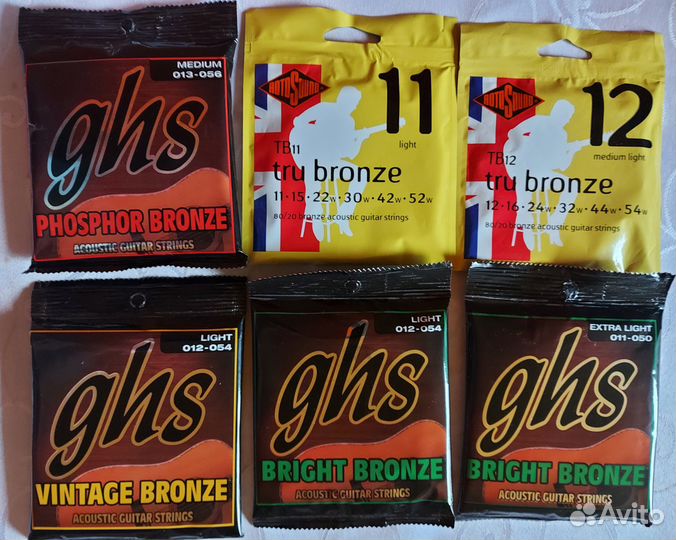 MEDIUM
013-056
ghs
PHOSPHOR BRONZE
ACOUSTIC GUITAR STRINGS
ROTOSOUND
11
light
TB11
tru bronze
11·15·22w·30w·42w·52w
80/20 bronze acoustic guitar strings
ROTOSOUND
12
medium light
TB12
tru bronze
12·16·24w·32w·44w·54w
80/20 bronze acoustic guitar strings
LIGHT
012-054
ghs
VINTAGE BRONZE
ACOUSTIC GUITAR STRINGS
LIGHT
012-054
ghs
BRIGHT BRONZE
ACOUSTIC GUITAR STRINGS
EXTRA LIGHT
011-050
ghs
BRIGHT BRONZE
ACOUSTIC GUITAR STRINGS
Avito